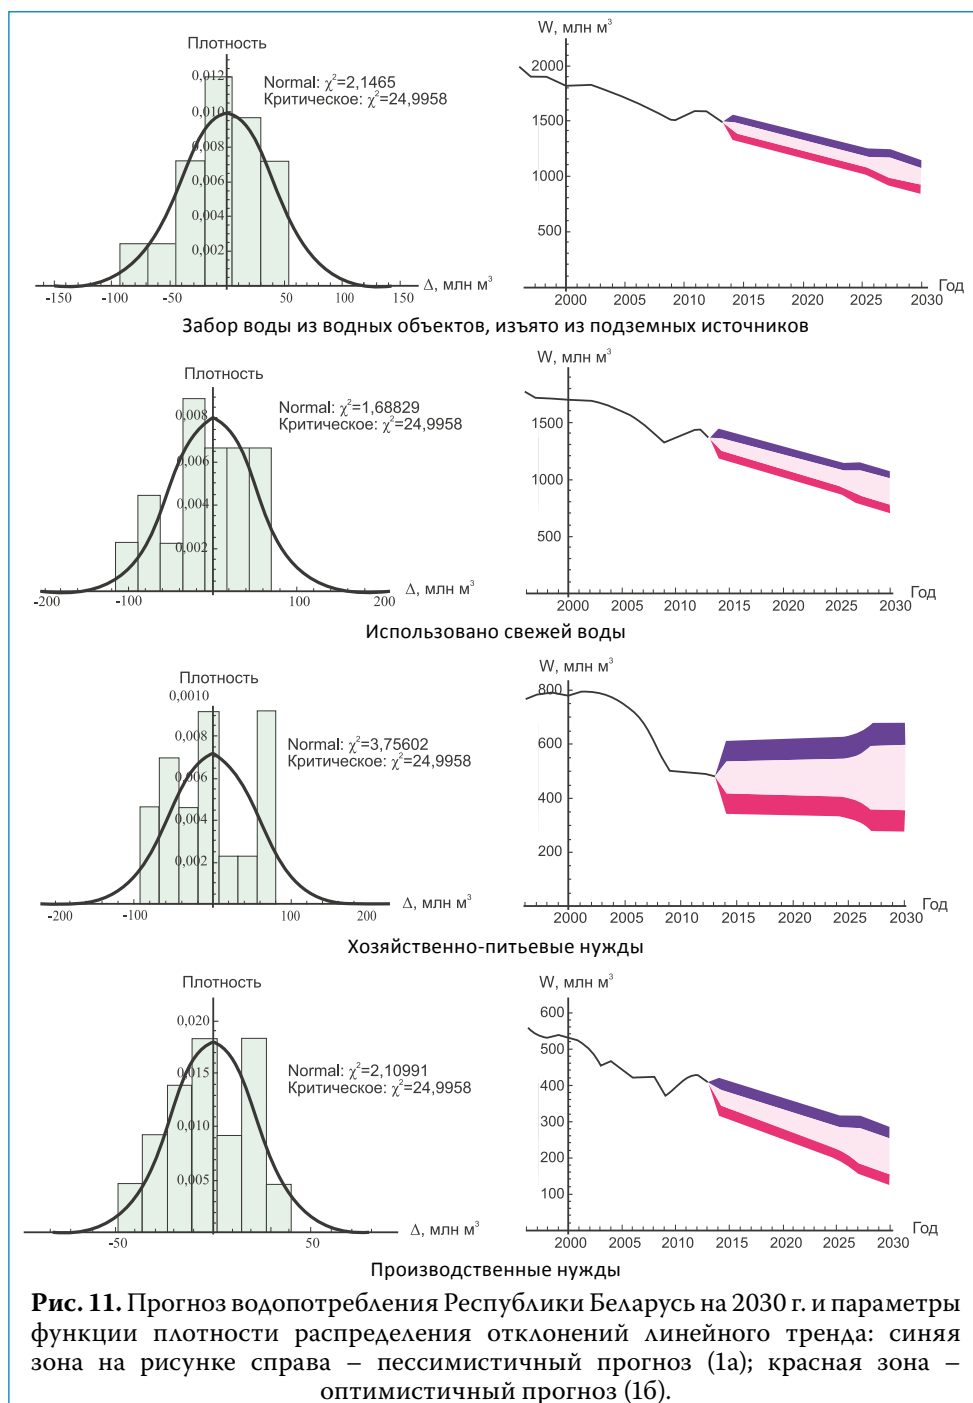 Плотность
0,012
0,010
0,008
0,006
0,004
0,002
Normal: χ²=2,1465
Критическое: χ²=24,9958
-150 -100 -50 50 100 150
Δ, млн м³
W, млн м³
2000
1500
1000
500
2000 2005 2010 2015 2020 2025 2030
Год
Забор воды из водных объектов, изъято из подземных источников
Плотность
0,008
0,006
0,004
0,002
Normal: χ²=1,68829
Критическое: χ²=24,9958
-200 -100 100 200
Δ, млн м³
W, млн м³
1500
1000
500
2000 2005 2010 2015 2020 2025 2030
Год
Использовано свежей воды
Плотность
0,0010
0,008
0,006
0,004
0,002
Normal: χ²=3,75602
Критическое: χ²=24,9958
-200 -100 100 200
Δ, млн м³
W, млн м³
800
600
400
200
2000 2005 2010 2015 2020 2025 2030
Год
Хозяйственно-питьевые нужды
Плотность
0,020
0,015
0,010
0,005
Normal: χ²=2,10991
Критическое: χ²=24,9958
-50 50
Δ, млн м³
W, млн м³
600
500
400
300
200
100
2000 2005 2010 2015 2020 2025 2030
Год
Производственные нужды
Рис. 11. Прогноз водопотребления Республики Беларусь на 2030 г. и параметры
функции плотности распределения отклонений линейного тренда: синяя
зона на рисунке справа – пессимистичный прогноз (1а); красная зона –
оптимистичный прогноз (1б).